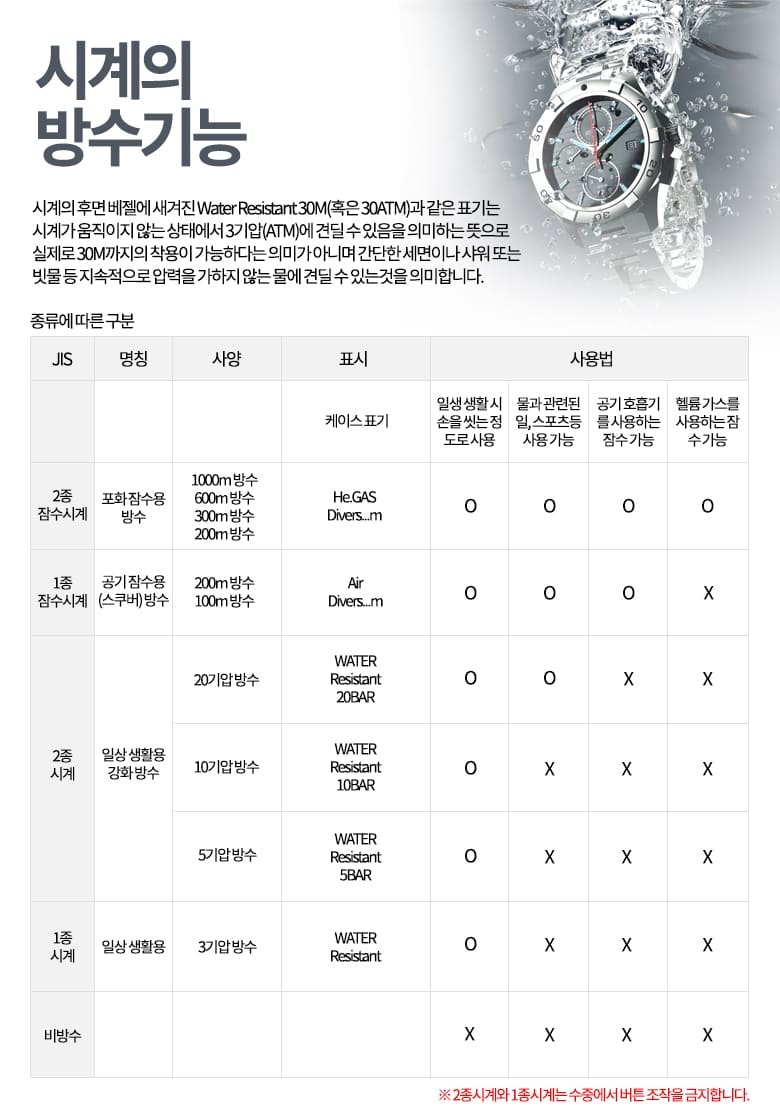 시계의
방수기능
시계의 후면 베젤에 새겨진 Water Resistant 30M(혹은 30ATM)과 같은 표기는
시계가 움직이지 않는 상태에서 3기압(ATM)에 견딜 수 있음을 의미하는 뜻으로
실제로 30M까지의 착용이 가능하다는 의미가 아니며 간단한 세면이나 샤워 또는
빗물 등 지속적으로 압력을 가하지 않는 물에 견딜 수 있는것을 의미합니다.
종류에 따른 구분
JIS 명칭 사양 표시 사용법
케이스 표기
일생 생활 시
손을 씻는 정
도로 사용
물과 관련된
일, 스포츠등
사용 가능
공기 호흡기
를 사용하는
잠수 가능
헬륨 가스를
사용하는 잠
수 가능
2종
잠수시계
포화 잠수용
방수
1000m 방수
600m 방수
300m 방수
200m 방수
He.GAS
Divers...m
O O O O
1종
잠수시계
공기 잠수용
(스쿠버) 방수
200m 방수
100m 방수
Air
Divers...m
O O O X
2종
시계
일상 생활용
강화 방수
20기압 방수
WATER
Resistant
20BAR
O O X X
10기압 방수
WATER
Resistant
10BAR
O X X X
5기압 방수
WATER
Resistant
5BAR
O X X X
1종
시계
일상 생활용
3기압 방수
WATER
Resistant
O X X X
비방수
X X X X
※ 2종시계와 1종시계는 수중에서 버튼 조작을 금지합니다.